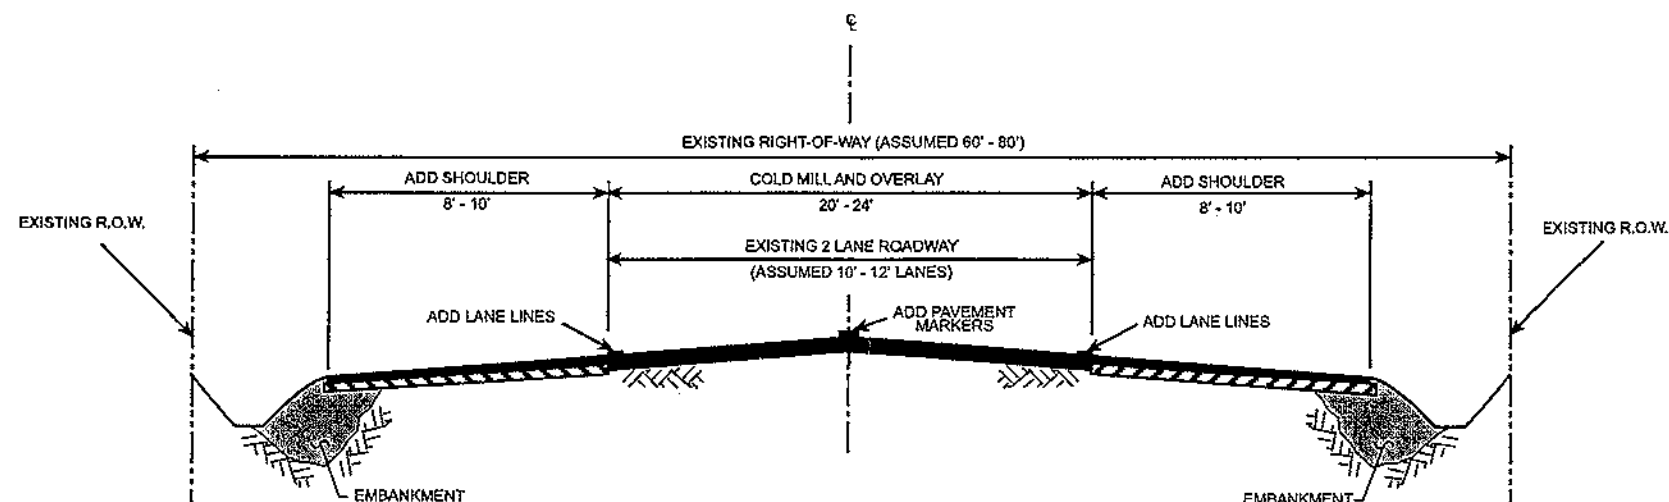 ℄
EXISTING RIGHT-OF-WAY (ASSUMED 60' - 80')
ADD SHOULDER
8' - 10'
COLD MILL AND OVERLAY
20' - 24'
ADD SHOULDER
8' - 10'
EXISTING R.O.W.
EXISTING R.O.W.
EXISTING 2 LANE ROADWAY
(ASSUMED 10' - 12' LANES)
ADD LANE LINES
ADD PAVEMENT
MARKERS
ADD LANE LINES
EMBANKMENT
EMBANKMENT